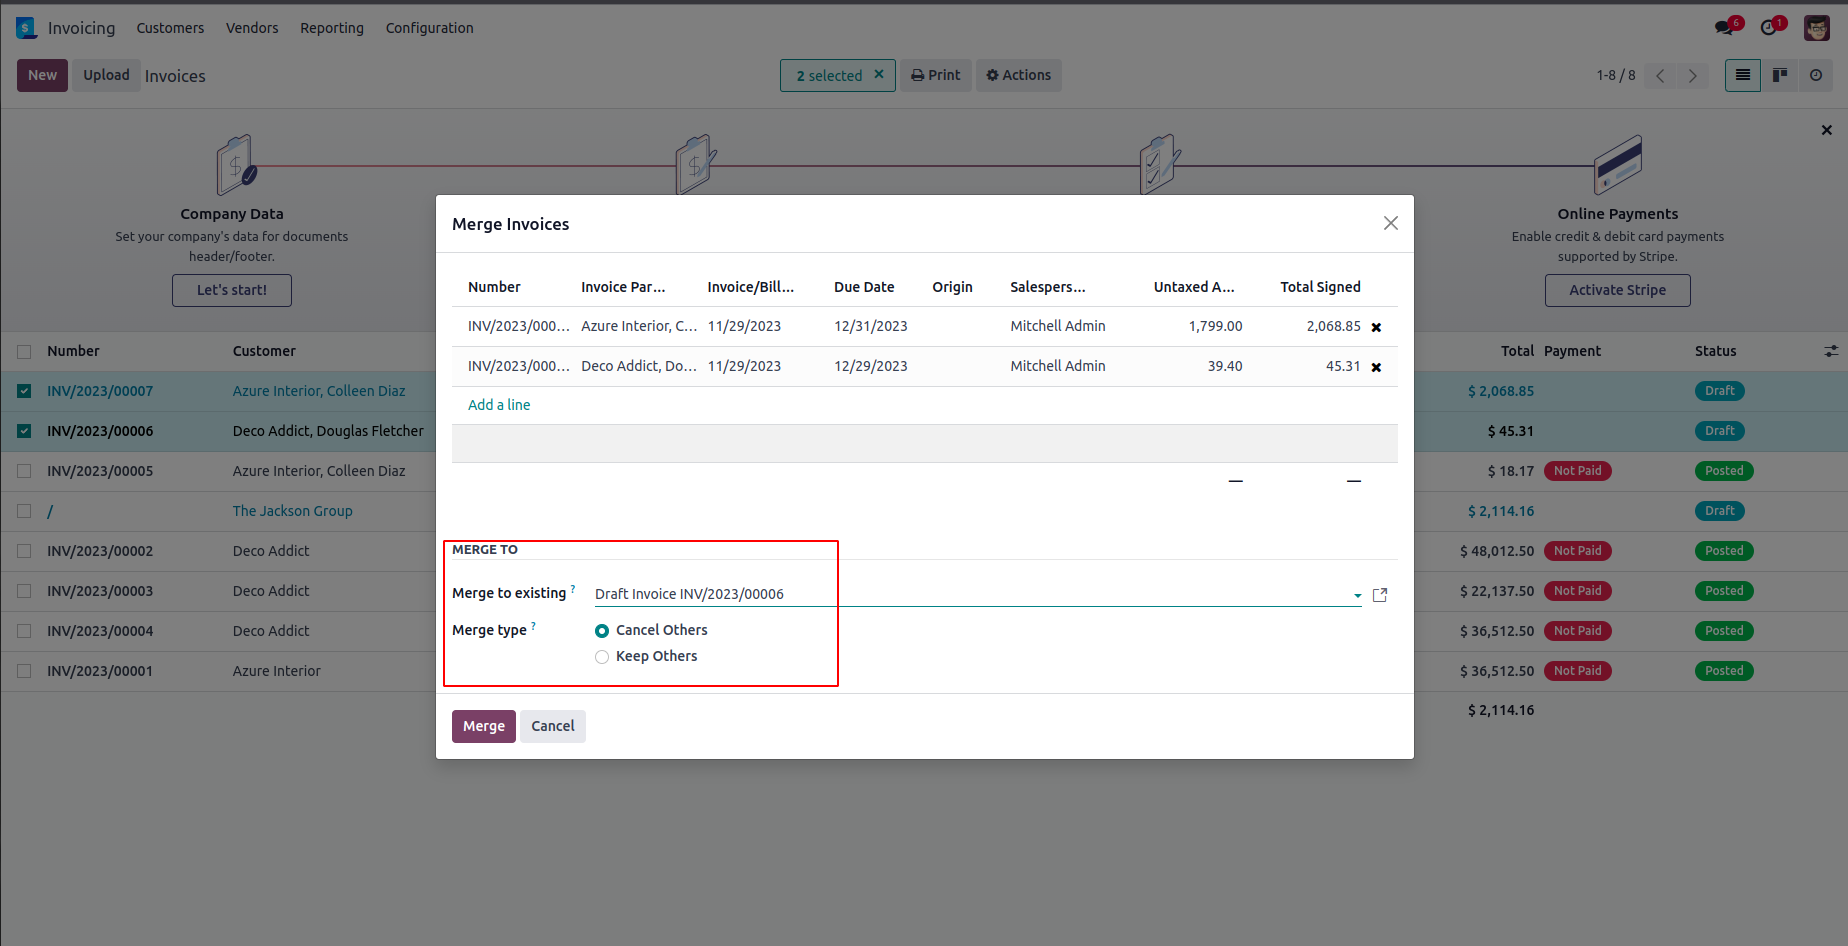 Invoicing Customers Vendors Reporting Configuration 6 1
New Upload Invoices 2 selected Print Actions 1-8 / 8
Company Data
Set your company's data for documents
header/footer.
Let's start!
Online Payments
Enable credit & debit card payments
supported by Stripe.
Activate Stripe
Merge Invoices
Number Invoice Par... Invoice/Bill... Due Date Origin Salespers... Untaxed A... Total Signed
INV/2023/000... Azure Interior, C... 11/29/2023 12/31/2023 Mitchell Admin 1,799.00 2,068.85
INV/2023/000... Deco Addict, Do... 11/29/2023 12/29/2023 Mitchell Admin 39.40 45.31
Add a line
— —
MERGE TO
Merge to existing ? Draft Invoice INV/2023/00006
Merge type ? Cancel Others
Keep Others
Merge Cancel
Number Customer Total Payment Status
INV/2023/00007 Azure Interior, Colleen Diaz $ 2,068.85 Draft
INV/2023/00006 Deco Addict, Douglas Fletcher $ 45.31 Draft
INV/2023/00005 Azure Interior, Colleen Diaz $ 18.17 Not Paid Posted
/ The Jackson Group $ 2,114.16 Draft
INV/2023/00002 Deco Addict $ 48,012.50 Not Paid Posted
INV/2023/00003 Deco Addict $ 22,137.50 Not Paid Posted
INV/2023/00004 Deco Addict $ 36,512.50 Not Paid Posted
INV/2023/00001 Azure Interior $ 36,512.50 Not Paid Posted
$ 2,114.16